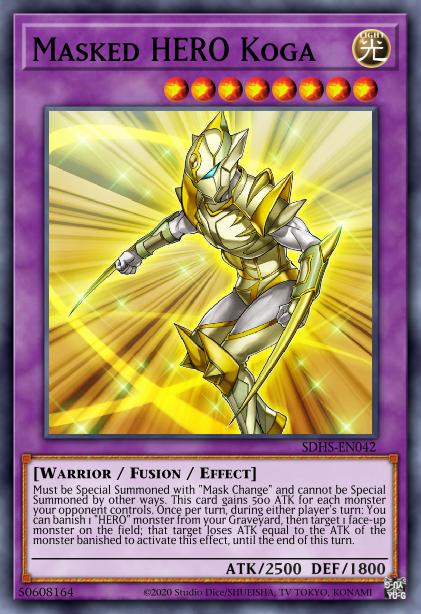 Masked HERO Koga
LIGHT
光
SDHS-EN042
[Warrior / Fusion / Effect]
Must be Special Summoned with "Mask Change" and cannot be Special
Summoned by other ways. This card gains 500 ATK for each monster
your opponent controls. Once per turn, during either player's turn: You
can banish 1 "HERO" monster from your Graveyard, then target 1 face-up
monster on the field; that target loses ATK equal to the ATK of the
monster banished to activate this effect, until the end of this turn.
ATK/2500 DEF/1800
50608164
©2020 Studio Dice/SHUEISHA, TV TOKYO, KONAMI